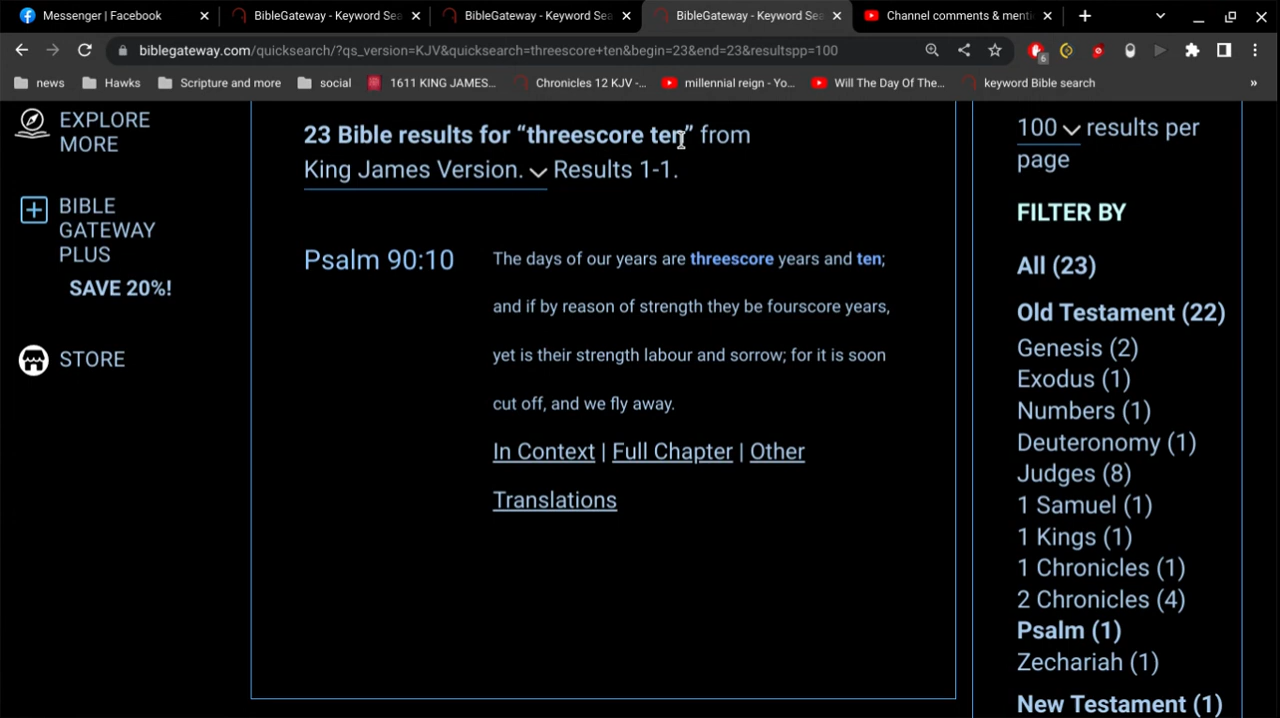 Messenger | Facebook
BibleGateway - Keyword Sea
BibleGateway - Keyword Sea
BibleGateway - Keyword Sea
Channel comments & menti
biblegateway.com/quicksearch/?qs_version=KJV&quicksearch=threescore+ten&begin=23&end=23&resultspp=100
6
news
Hawks
Scripture and more
social
1611 KING JAMES...
Chronicles 12 KJV -...
millennial reign - Yo...
Will The Day Of The...
keyword Bible search
»
EXPLORE
MORE
BIBLE
GATEWAY
PLUS
SAVE 20%!
STORE
23 Bible results for “threescore ten” from
King James Version. Results 1-1.
Psalm 90:10
The days of our years are threescore years and ten;
and if by reason of strength they be fourscore years,
yet is their strength labour and sorrow; for it is soon
cut off, and we fly away.
In Context | Full Chapter | Other
Translations
100 results per
page
FILTER BY
All (23)
Old Testament (22)
Genesis (2)
Exodus (1)
Numbers (1)
Deuteronomy (1)
Judges (8)
1 Samuel (1)
1 Kings (1)
1 Chronicles (1)
2 Chronicles (4)
Psalm (1)
Zechariah (1)
New Testament (1)